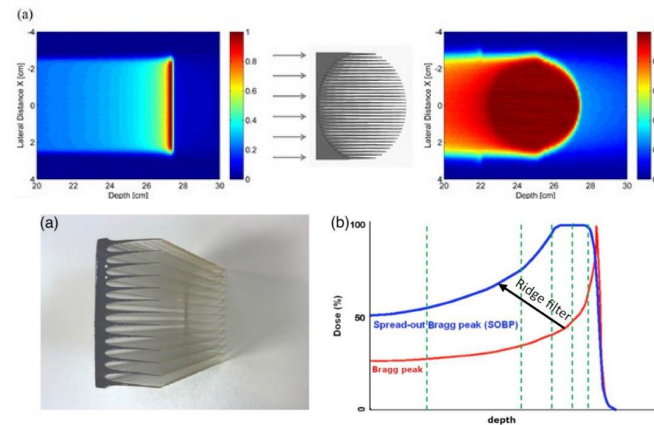 (a)
-4
-2
0
2
4
Lateral Distance X [cm]
20 22 24 26 28 30
Depth [cm]
1
0.8
0.6
0.4
0.2
0
-4
-2
0
2
4
Lateral Distance X [cm]
20 22 24 26 28 30
Depth [cm]
(a)
(b)
100
50
0
Dose (%)
Ridge filter
Spread-out Bragg peak (SOBP)
Bragg peak
depth